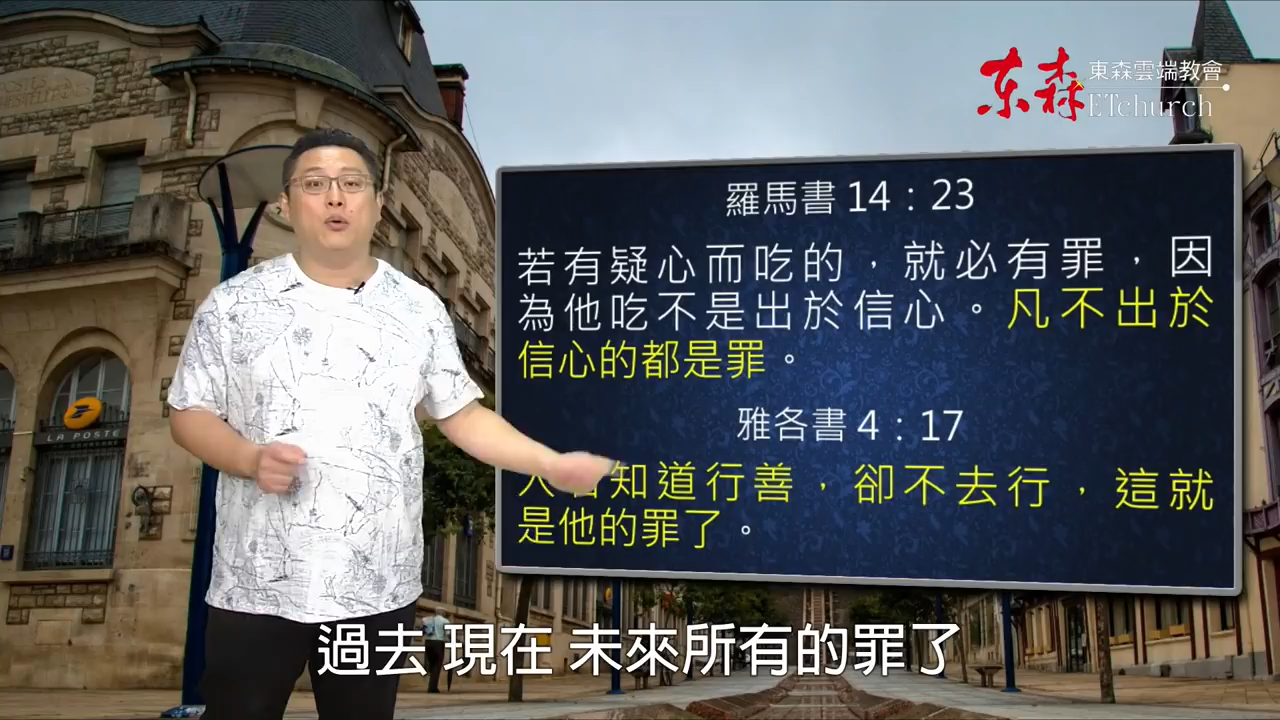 东森
東森雲端教會
ETchurch
羅馬書 14：23
若有疑心而吃的，就必有罪，因
為他吃不是出於信心。凡不出於
信心的都是罪。
雅各書 4：17
知道行善，卻不去行，這就
是他的罪了。
LA POSTE
過去 現在 未來所有的罪了